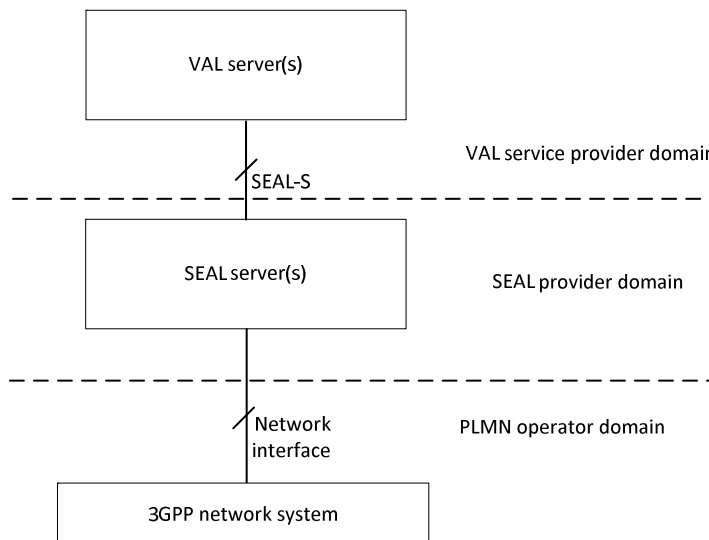 VAL server(s)
VAL service provider domain
SEAL-S
SEAL server(s)
SEAL provider domain
Network
interface
PLMN operator domain
3GPP network system